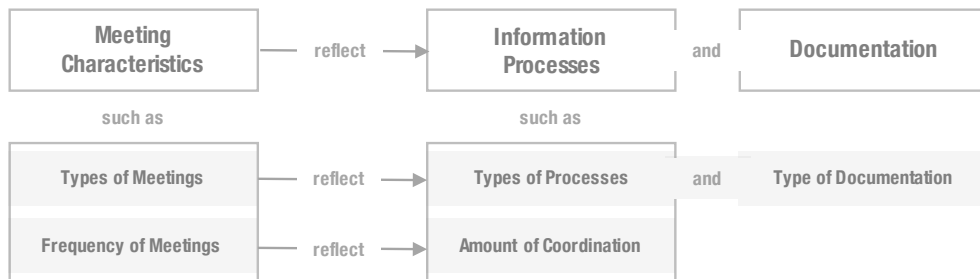 Meeting
Characteristics
reflect
Information
Processes
and
Documentation
such as
such as
Types of Meetings
reflect
Types of Processes
and
Type of Documentation
Frequency of Meetings
reflect
Amount of Coordination